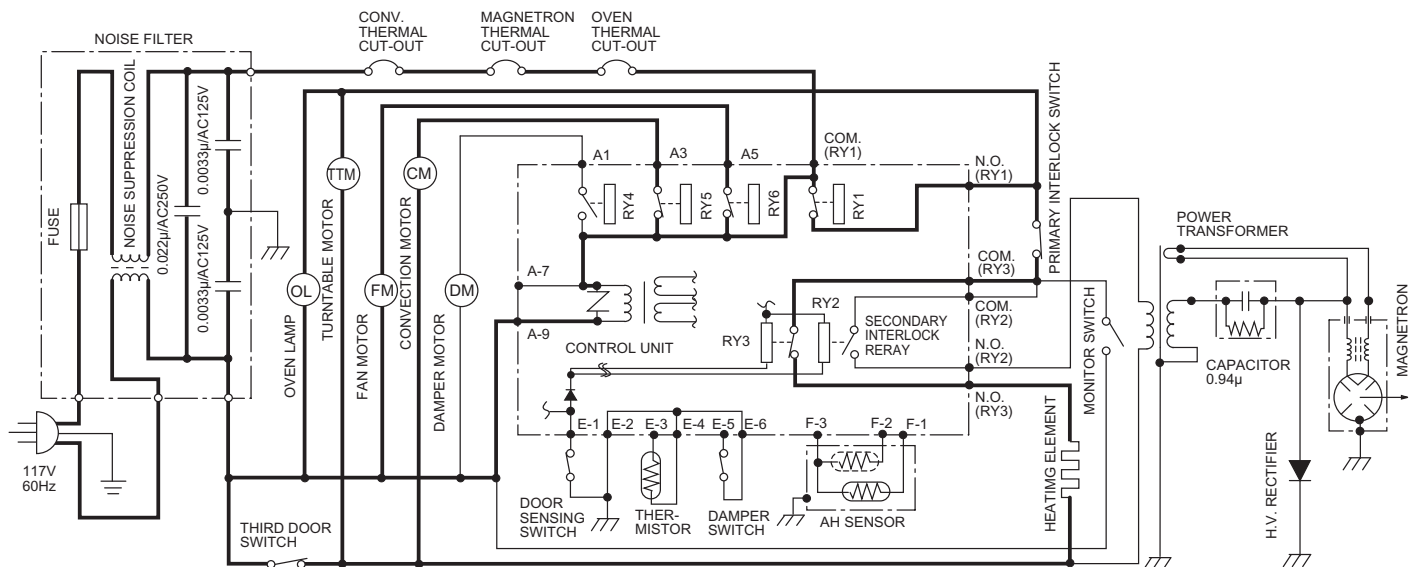 CONV.
THERMAL
CUT-OUT
MAGNETRON
THERMAL
CUT-OUT
OVEN
THERMAL
CUT-OUT
NOISE FILTER
FUSE
NOISE SUPPRESSION COIL
0.022µ/AC250V
0.0033µ/AC125V
0.0033µ/AC125V
117V
60Hz
THIRD DOOR
SWITCH
OL
OVEN LAMP
TTM
TURNTABLE MOTOR
FM
FAN MOTOR
CM
CONVECTION MOTOR
DM
DAMPER MOTOR
A1
A3
A5
COM.
(RY1)
N.O.
(RY1)
RY4
RY5
RY6
RY1
A-7
A-9
CONTROL UNIT
RY3
RY2
SECONDARY
INTERLOCK
RERAY
COM.
(RY3)
COM.
(RY2)
N.O.
(RY2)
N.O.
(RY3)
E-1
E-2
E-3
E-4
E-5
E-6
F-3
F-2
F-1
DOOR
SENSING
SWITCH
THER-
MISTOR
DAMPER
SWITCH
AH SENSOR
HEATIMG ELEMENT
PRIMARY INTERLOCK SWITCH
MONITOR SWITCH
POWER
TRANSFORMER
CAPACITOR
0.94µ
H.V. RECTIFIER
MAGNETRON